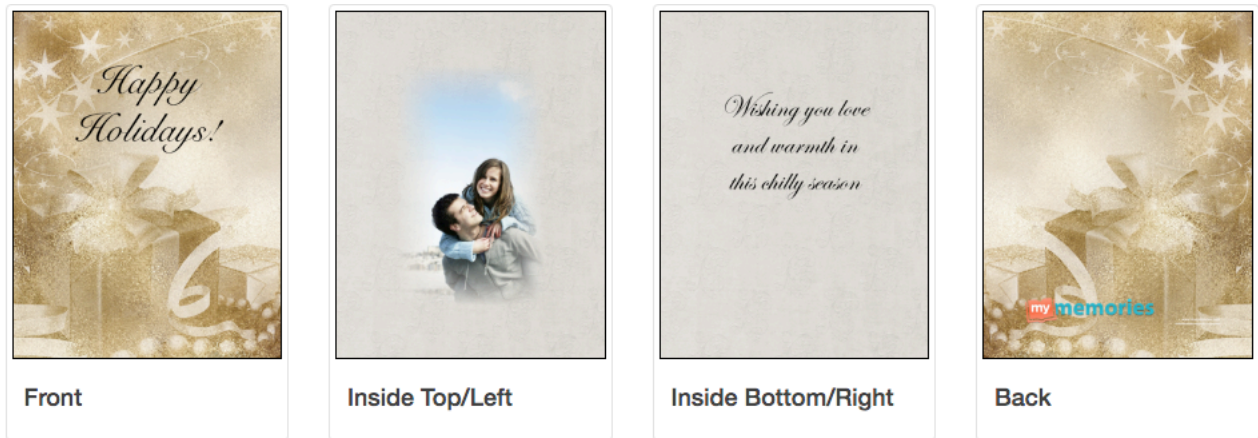 Happy
Holidays!
Wishing you love
and warmth in
this chilly season
my memories
Front
Inside Top/Left
Inside Bottom/Right
Back